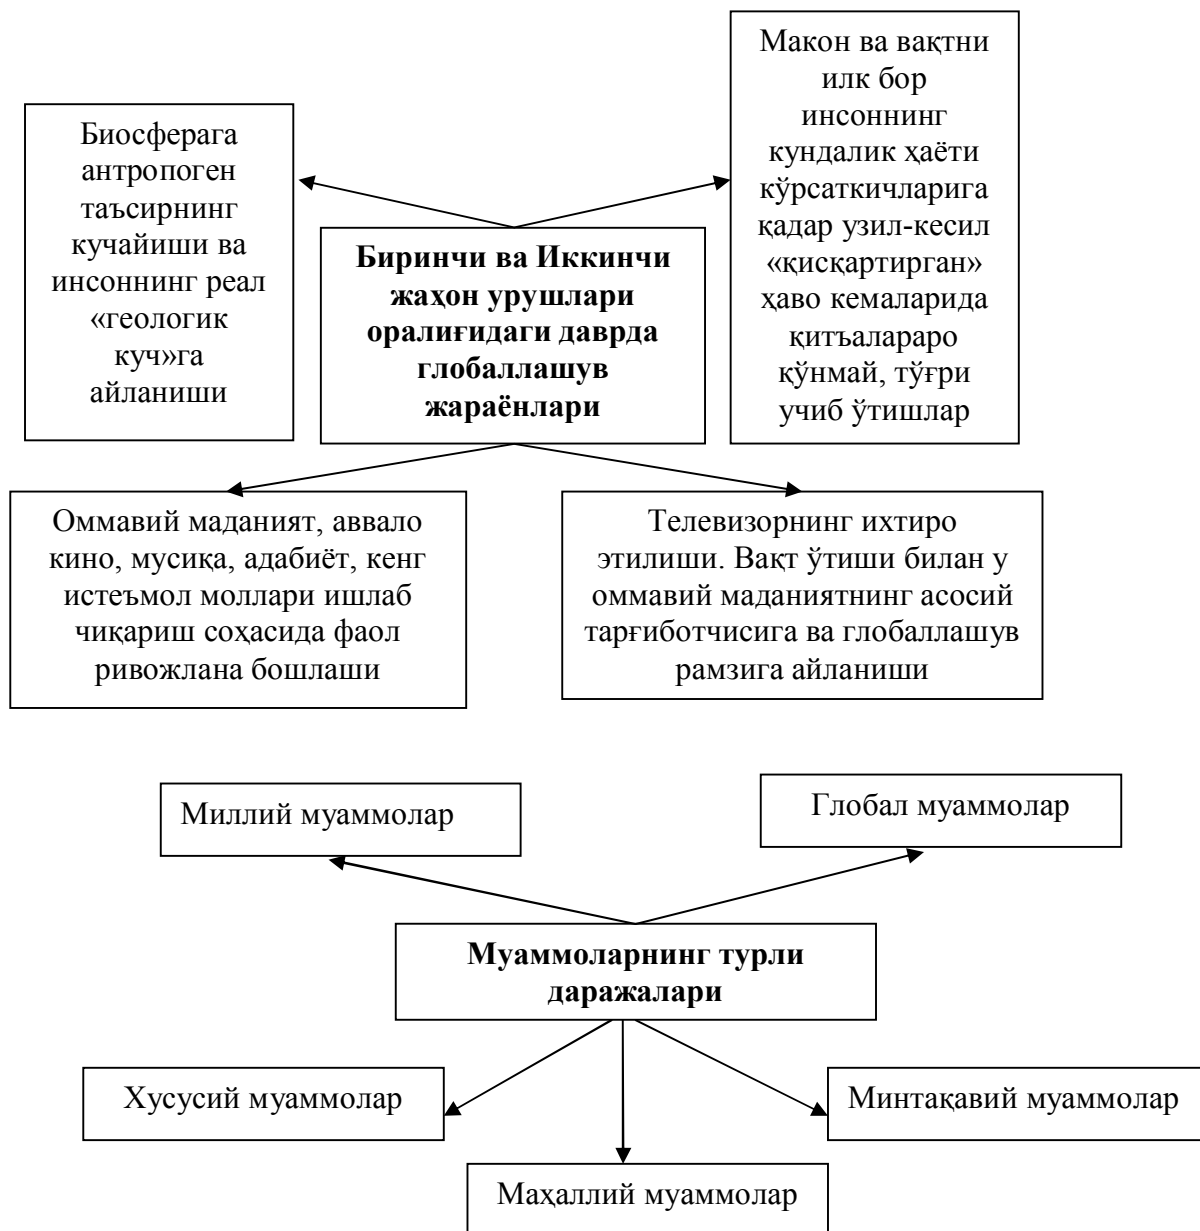 Биосферага
антропоген
таъсирнинг
кучайиши ва
инсоннинг реал
«геологик
куч»га
айланиши
Макон ва вақтни
илк бор
инсоннинг
кундалик ҳаёти
кўрсаткичларига
қадар узил-кесил
«қисқартирган»
ҳаво кемаларида
қитъалараро
қўнмай, тўғри
учиб ўтишлар
Биринчи ва Иккинчи
жаҳон урушлари
оралиғидаги даврда
глобаллашув
жараёнлари
Оммавий маданият, аввало
кино, мусиқа, адабиёт, кенг
истеъмол моллари ишлаб
чиқариш соҳасида фаол
ривожлана бошлаши
Телевизорнинг ихтиро
этилиши. Вақт ўтиши билан у
оммавий маданиятнинг асосий
тарғиботчисига ва глобаллашув
рамзига айланиши
Миллий муаммолар
Глобал муаммолар
Муаммоларнинг турли
даражалари
Хусусий муаммолар
Минтақавий муаммолар
Маҳаллий муаммолар